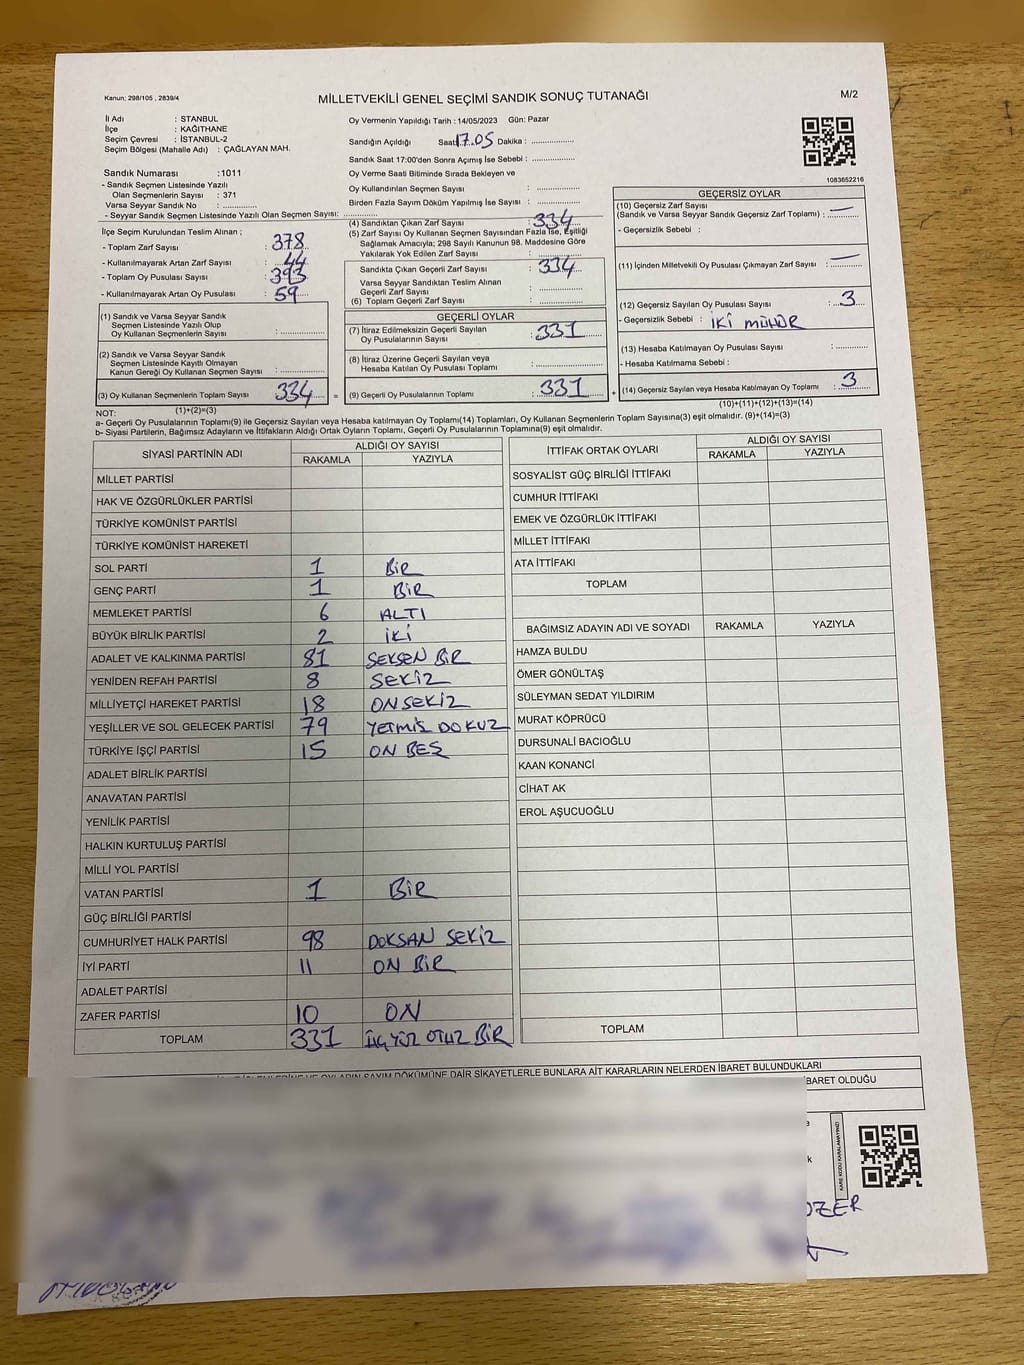 Kanun; 298/105 , 2839/4
MİLLETVEKİLİ GENEL SEÇİMİ SANDIK SONUÇ TUTANAĞI
M/2
İl Adı : STANBUL
İlçe : KAĞITHANE
Seçim Çevresi : İSTANBUL-2
Seçim Bölgesi (Mahalle Adı) : ÇAĞLAYAN MAH.
Sandık Numarası :1011
- Sandık Seçmen Listesinde Yazılı
Olan Seçmenlerin Sayısı : 371
Varsa Seyyar Sandık No : ..............
- Seyyar Sandık Seçmen Listesinde Yazılı Olan Seçmen Sayısı: ..............
Oy Vermenin Yapıldığı Tarih : 14/05/2023 Gün: Pazar
Sandığın Açıldığı Saat: 17.05 Dakika : ..............
Sandık Saat 17:00'den Sonra Açımış İse Sebebi : ..............
Oy Verme Saati Bitiminde Sırada Bekleyen ve
Oy Kullandırılan Seçmen Sayısı : ..............
Birden Fazla Sayım Döküm Yapılmış İse Sayısı : ..............
1083652216
İlçe Seçim Kurulundan Teslim Alınan ;
- Toplam Zarf Sayısı : 378
- Kullanılmayarak Artan Zarf Sayısı : 44
- Toplam Oy Pusulası Sayısı : 393
- Kullanılmayarak Artan Oy Pusulası : 59
(4) Sandıktan Çıkan Zarf Sayısı : 334
(5) Zarf Sayısı Oy Kullanan Seçmen Sayısından Fazla İse, Eşitliği
Sağlamak Amacıyla; 298 Sayılı Kanunun 98. Maddesine Göre
Yakılarak Yok Edilen Zarf Sayısı : ..............
Sandıkta Çıkan Geçerli Zarf Sayısı : 334
Varsa Seyyar Sandıktan Teslim Alınan
Geçerli Zarf Sayısı : ..............
(6) Toplam Geçerli Zarf Sayısı : ..............
GEÇERSİZ OYLAR
(10) Geçersiz Zarf Sayısı
(Sandık ve Varsa Seyyar Sandık Geçersiz Zarf Toplamı) : —
- Geçersizlik Sebebi :
(11) İçinden Milletvekili Oy Pusulası Çıkmayan Zarf Sayısı : —
(12) Geçersiz Sayılan Oy Pusulası Sayısı : 3
- Geçersizlik Sebebi : İKİ MÜHÜR
(13) Hesaba Katılmayan Oy Pusulası Sayısı : ..............
- Hesaba Katılmama Sebebi :
(14) Geçersiz Sayılan veya Hesaba Katılmayan Oy Toplamı : 3
(10)+(11)+(12)+(13)=(14)
(1) Sandık ve Varsa Seyyar Sandık
Seçmen Listesinde Yazılı Olup
Oy Kullanan Seçmenlerin Sayısı : ..............
(2) Sandık ve Varsa Seyyar Sandık
Seçmen Listesinde Kayıtlı Olmayan
Kanun Gereği Oy Kullanan Seçmen Sayısı : ..............
(3) Oy Kullanan Seçmenlerin Toplam Sayısı : 334 =
(1)+(2)=(3)
GEÇERLİ OYLAR
(7) İtiraz Edilmeksizin Geçerli Sayılan
Oy Pusulalarının Sayısı : 331
(8) İtiraz Üzerine Geçerli Sayılan veya
Hesaba Katılan Oy Pusulası Toplamı : ..............
(9) Geçerli Oy Pusulalarının Toplamı : 331 +
NOT:
a- Geçerli Oy Pusulalarının Toplamı(9) ile Geçersiz Sayılan veya Hesaba katılmayan Oy Toplamı(14) Toplamları, Oy Kullanan Seçmenlerin Toplam Sayısına(3) eşit olmalıdır. (9)+(14)=(3)
b- Siyasi Partilerin, Bağımsız Adayların ve İttifakların Aldığı Ortak Oyların Toplamı, Geçerli Oy Pusulalarının Toplamına(9) eşit olmalıdır.
SİYASİ PARTİNİN ADI ALDIĞI OY SAYISI
RAKAMLA YAZIYLA
MİLLET PARTİSİ
HAK VE ÖZGÜRLÜKLER PARTİSİ
TÜRKİYE KOMÜNİST PARTİSİ
TÜRKİYE KOMÜNİST HAREKETİ
SOL PARTİ 1 BİR
GENÇ PARTİ 1 BİR
MEMLEKET PARTİSİ 6 ALTI
BÜYÜK BİRLİK PARTİSİ 2 İKİ
ADALET VE KALKINMA PARTİSİ 81 SEKSEN BİR
YENİDEN REFAH PARTİSİ 8 SEKİZ
MİLLİYETÇİ HAREKET PARTİSİ 18 ON SEKİZ
YEŞİLLER VE SOL GELECEK PARTİSİ 79 YETMİŞ DOKUZ
TÜRKİYE İŞÇİ PARTİSİ 15 ON BEŞ
ADALET BİRLİK PARTİSİ
ANAVATAN PARTİSİ
YENİLİK PARTİSİ
HALKIN KURTULUŞ PARTİSİ
MİLLİ YOL PARTİSİ
VATAN PARTİSİ 1 BİR
GÜÇ BİRLİĞİ PARTİSİ
CUMHURİYET HALK PARTİSİ 98 DOKSAN SEKİZ
İYİ PARTİ 11 ON BİR
ADALET PARTİSİ
ZAFER PARTİSİ 10 ON
TOPLAM 331 ÜÇ YÜZ OTUZ BİR
İTTİFAK ORTAK OYLARI ALDIĞI OY SAYISI
RAKAMLA YAZIYLA
SOSYALİST GÜÇ BİRLİĞİ İTTİFAKI
CUMHUR İTTİFAKI
EMEK VE ÖZGÜRLÜK İTTİFAKI
MİLLET İTTİFAKI
ATA İTTİFAKI
TOPLAM
BAĞIMSIZ ADAYIN ADI VE SOYADI RAKAMLA YAZIYLA
HAMZA BULDU
ÖMER GÖNÜLTAŞ
SÜLEYMAN SEDAT YILDIRIM
MURAT KÖPRÜCÜ
DURSUNALİ BACIOĞLU
KAAN KONANCİ
CİHAT AK
EROL AŞUCUOĞLU
TOPLAM
VE OYLARIN SAYIM DÖKÜMÜNE DAİR ŞİKAYETLERLE BUNLARA AİT KARARLARIN NELERDEN İBARET BULUNDUKLARI
İBARET OLDUĞU
KARE KODU KARALAMAYINIZ!